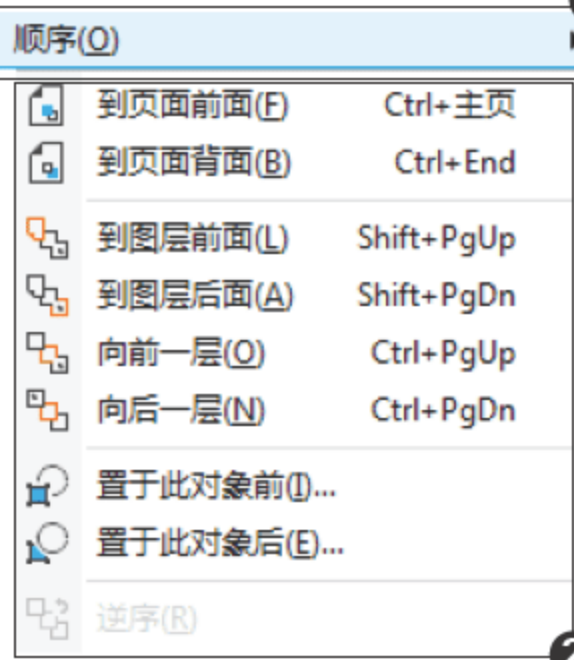 顺序(O)
到页面前面(F) Ctrl+主页
到页面背面(B) Ctrl+End
到图层前面(L) Shift+PgUp
到图层后面(A) Shift+PgDn
向前一层(O) Ctrl+PgUp
向后一层(N) Ctrl+PgDn
置于此对象前(I)...
置于此对象后(E)...
逆序(R)